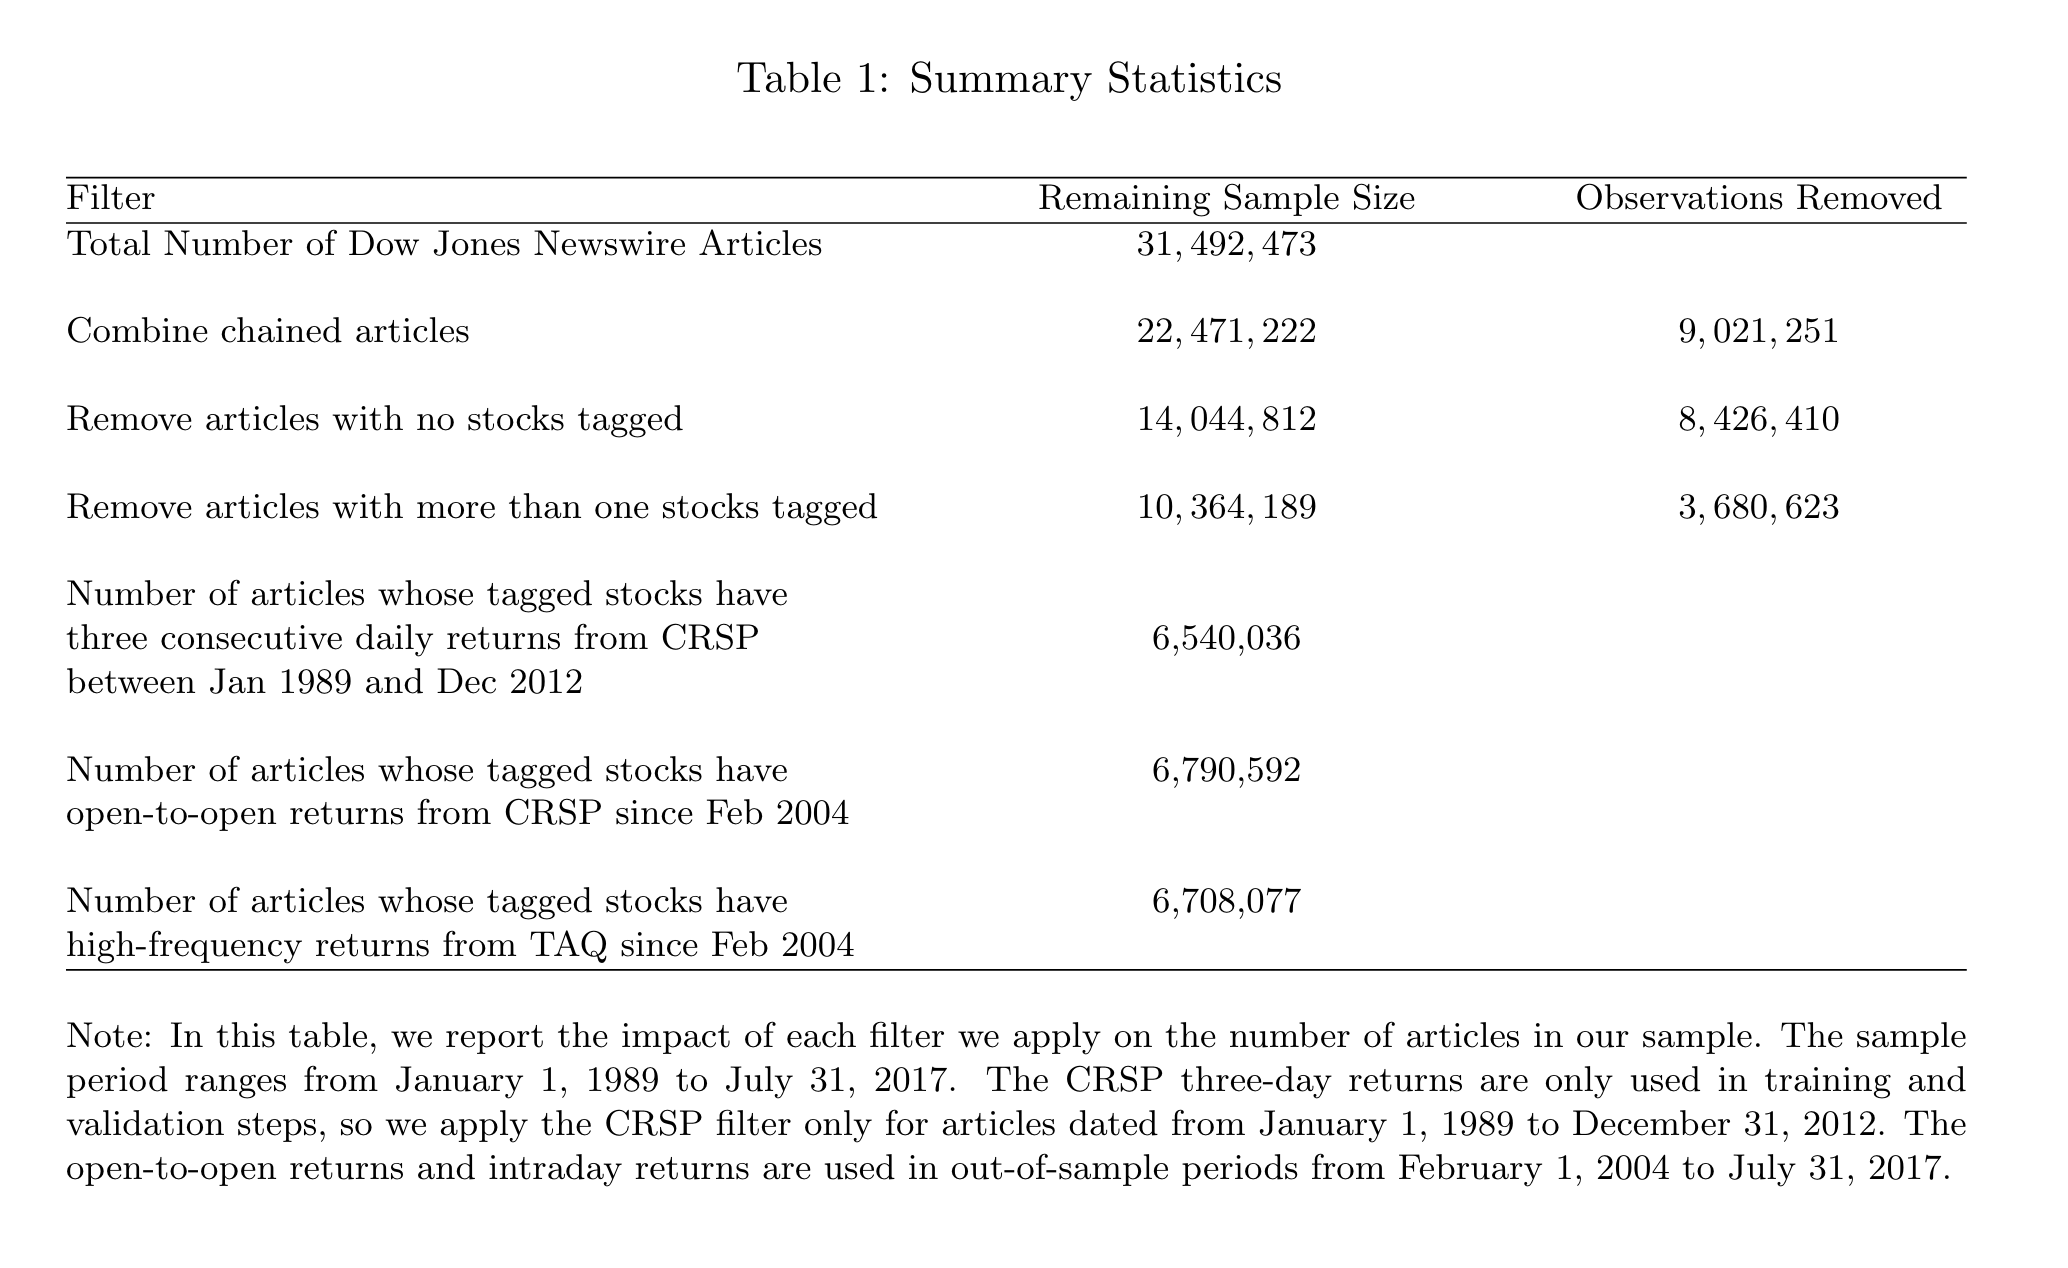 Table 1: Summary Statistics
Filter Remaining Sample Size Observations Removed
Total Number of Dow Jones Newswire Articles 31, 492, 473
Combine chained articles 22, 471, 222 9, 021, 251
Remove articles with no stocks tagged 14, 044, 812 8, 426, 410
Remove articles with more than one stocks tagged 10, 364, 189 3, 680, 623
Number of articles whose tagged stocks have
three consecutive daily returns from CRSP 6,540,036
between Jan 1989 and Dec 2012
Number of articles whose tagged stocks have 6,790,592
open-to-open returns from CRSP since Feb 2004
Number of articles whose tagged stocks have 6,708,077
high-frequency returns from TAQ since Feb 2004
Note: In this table, we report the impact of each filter we apply on the number of articles in our sample. The sample
period ranges from January 1, 1989 to July 31, 2017. The CRSP three-day returns are only used in training and
validation steps, so we apply the CRSP filter only for articles dated from January 1, 1989 to December 31, 2012. The
open-to-open returns and intraday returns are used in out-of-sample periods from February 1, 2004 to July 31, 2017.